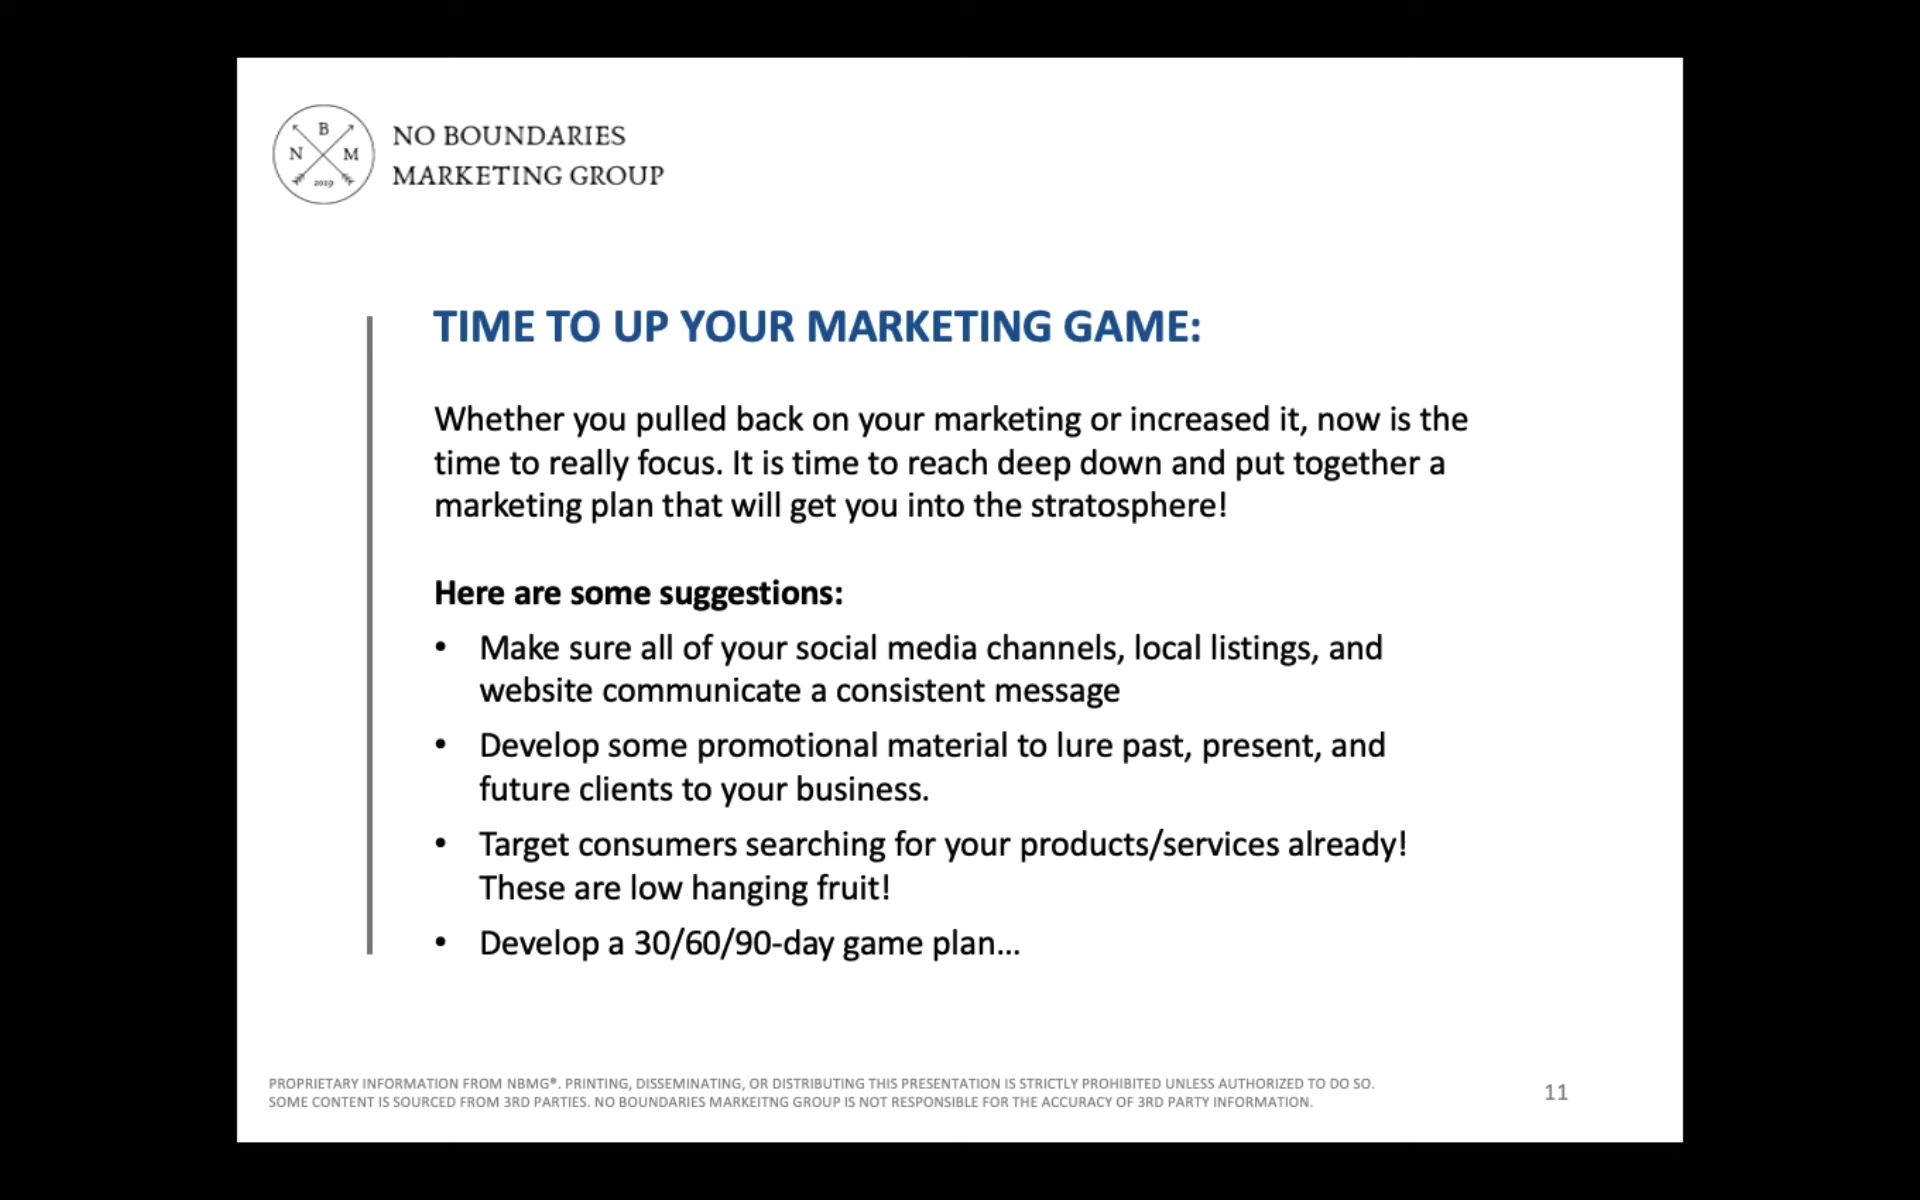 B
N M
2019
NO BOUNDARIES
MARKETING GROUP
TIME TO UP YOUR MARKETING GAME:
Whether you pulled back on your marketing or increased it, now is the
time to really focus. It is time to reach deep down and put together a
marketing plan that will get you into the stratosphere!
Here are some suggestions:
• Make sure all of your social media channels, local listings, and
website communicate a consistent message
• Develop some promotional material to lure past, present, and
future clients to your business.
• Target consumers searching for your products/services already!
These are low hanging fruit!
• Develop a 30/60/90-day game plan...
PROPRIETARY INFORMATION FROM NBMG®. PRINTING, DISSEMINATING, OR DISTRIBUTING THIS PRESENTATION IS STRICTLY PROHIBITED UNLESS AUTHORIZED TO DO SO.
SOME CONTENT IS SOURCED FROM 3RD PARTIES. NO BOUNDARIES MARKEITNG GROUP IS NOT RESPONSIBLE FOR THE ACCURACY OF 3RD PARTY INFORMATION.
11